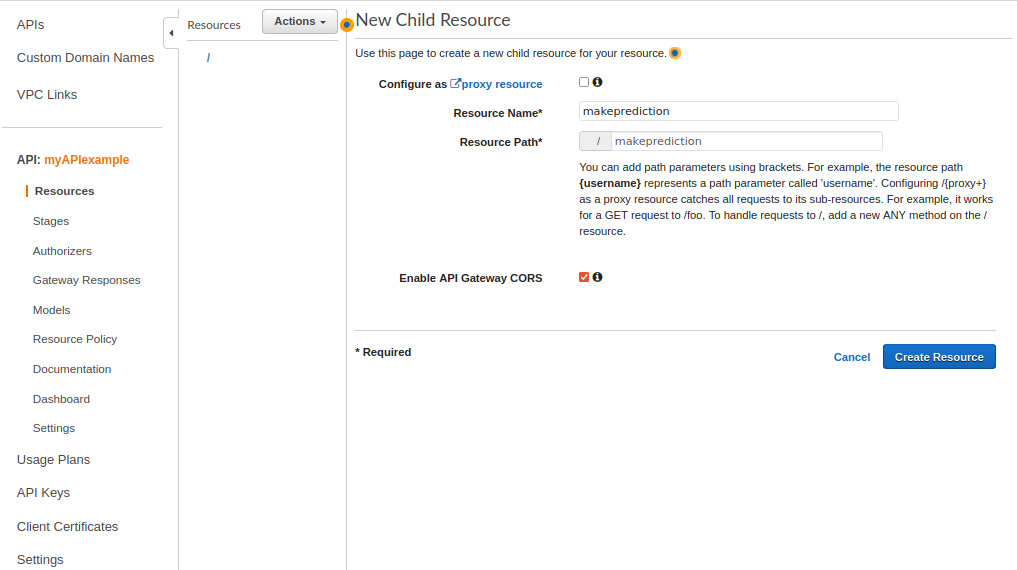 APIs
Custom Domain Names
VPC Links
API: myAPIexample
Resources
Stages
Authorizers
Gateway Responses
Models
Resource Policy
Documentation
Dashboard
Settings
Usage Plans
API Keys
Client Certificates
Settings
Resources
Actions
/
New Child Resource
Use this page to create a new child resource for your resource.
Configure as proxy resource
Resource Name* makeprediction
Resource Path* / makeprediction
You can add path parameters using brackets. For example, the resource path
{username} represents a path parameter called 'username'. Configuring /{proxy+}
as a proxy resource catches all requests to its sub-resources. For example, it works
for a GET request to /foo. To handle requests to /, add a new ANY method on the /
resource.
Enable API Gateway CORS
* Required
Cancel Create Resource